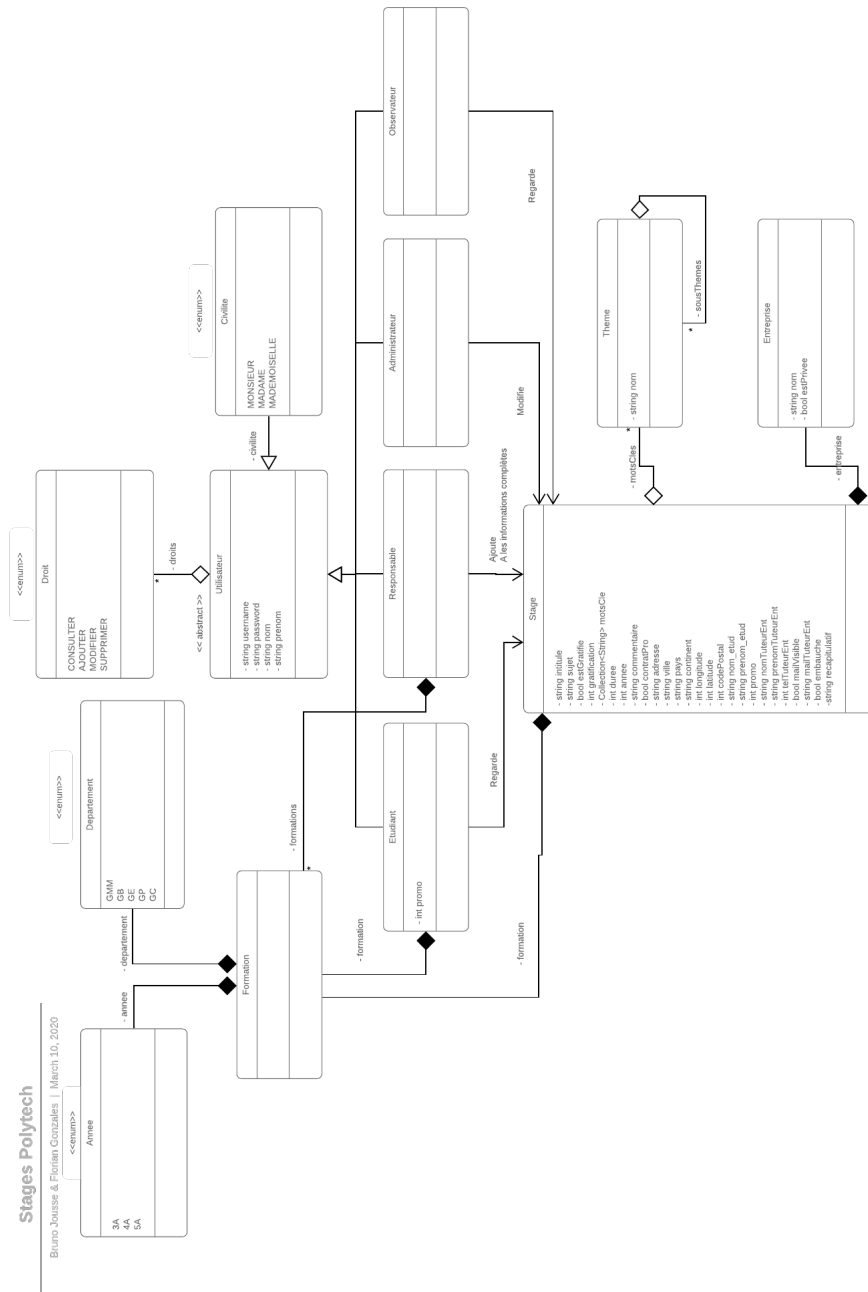 Stages Polytech
Bruno Jousse & Florian Gonzales | March 10, 2020
<<enum>>
Annee
3A
4A
5A
- annee
<<enum>>
Departement
GMM
GB
GE
GP
GC
- departement
Formation
<<enum>>
Droit
CONSULTER
AJOUTER
MODIFIER
SUPPRIMER
*
- droits
<< abstract >>
Utilisateur
- string username
- string password
- string nom
- string prenom
<<enum>>
Civilite
MONSIEUR
MADAME
MADEMOISELLE
- civilite
- formations
*
- formation
- formation
Etudiant
- int promo
Responsable
Administrateur
Observateur
Regarde
Ajoute
A les informations complètes
Modifie
Regarde
Stage
- string intitule
- string sujet
- bool estGratifie
- int gratification
- Collection<String> motsCle
- int duree
- int annee
- string commentaire
- bool contratPro
- string adresse
- string ville
- string pays
- string continent
- int longitude
- int latitude
- int codePostal
- string nom_etud
- string prenom_etud
- int promo
- string nomTuteurEnt
- string prenomTuteurEnt
- int telTuteurEnt
- bool mailVisible
- string mailTuteurEnt
- bool embauche
-string recapitulatif
- motsCles
*
Theme
- string nom
*
- sousThemes
Entreprise
- string nom
- bool estPrivee
- entreprise